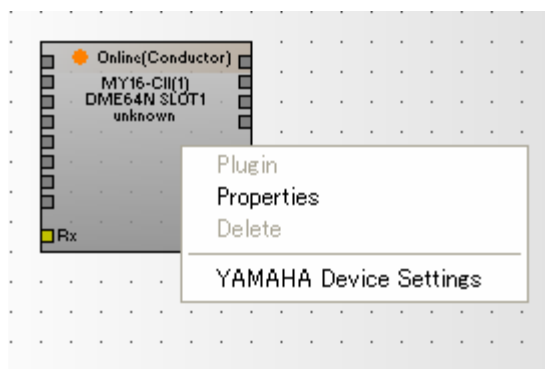 Online(Conductor)
MY16-CII(1)
DME64N SLOT1
unknown
Rx
Plugin
Properties
Delete
YAMAHA Device Settings